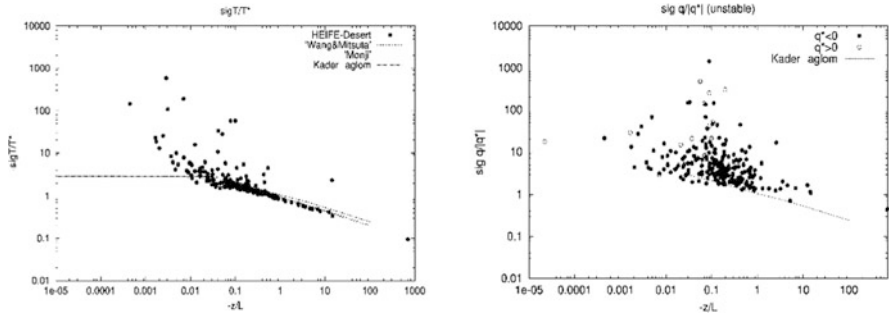 sigT/T*
HEIFE-Desert
'Wang&Mitsuta'
'Monji'
Kader aglom
10000
1000
100
10
1
0.1
0.01
sigT/T*
1e-05 0.0001 0.001 0.01 0.1 1 10 100 1000
-z/L
sig q/|q*| (unstable)
q*<0
q*>0
Kader aglom
10000
1000
100
10
1
0.1
0.01
sig q/|q*|
1e-05 0.0001 0.001 0.01 0.1 1 10 100
-z/L